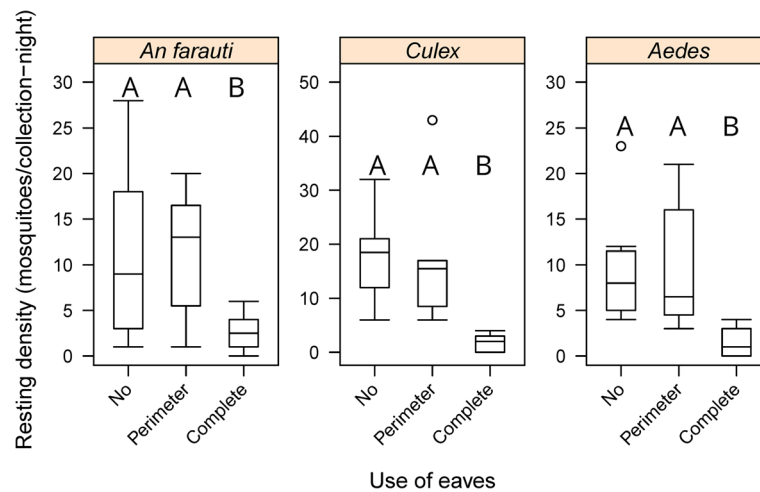 Resting density (mosquitoes/collection−night)
An farauti
Culex
Aedes
30
25
20
15
10
5
0
A A B
No
Perimeter
Complete
50
40
30
20
10
0
A A B
No
Perimeter
Complete
30
25
20
15
10
5
0
A A B
No
Perimeter
Complete
Use of eaves